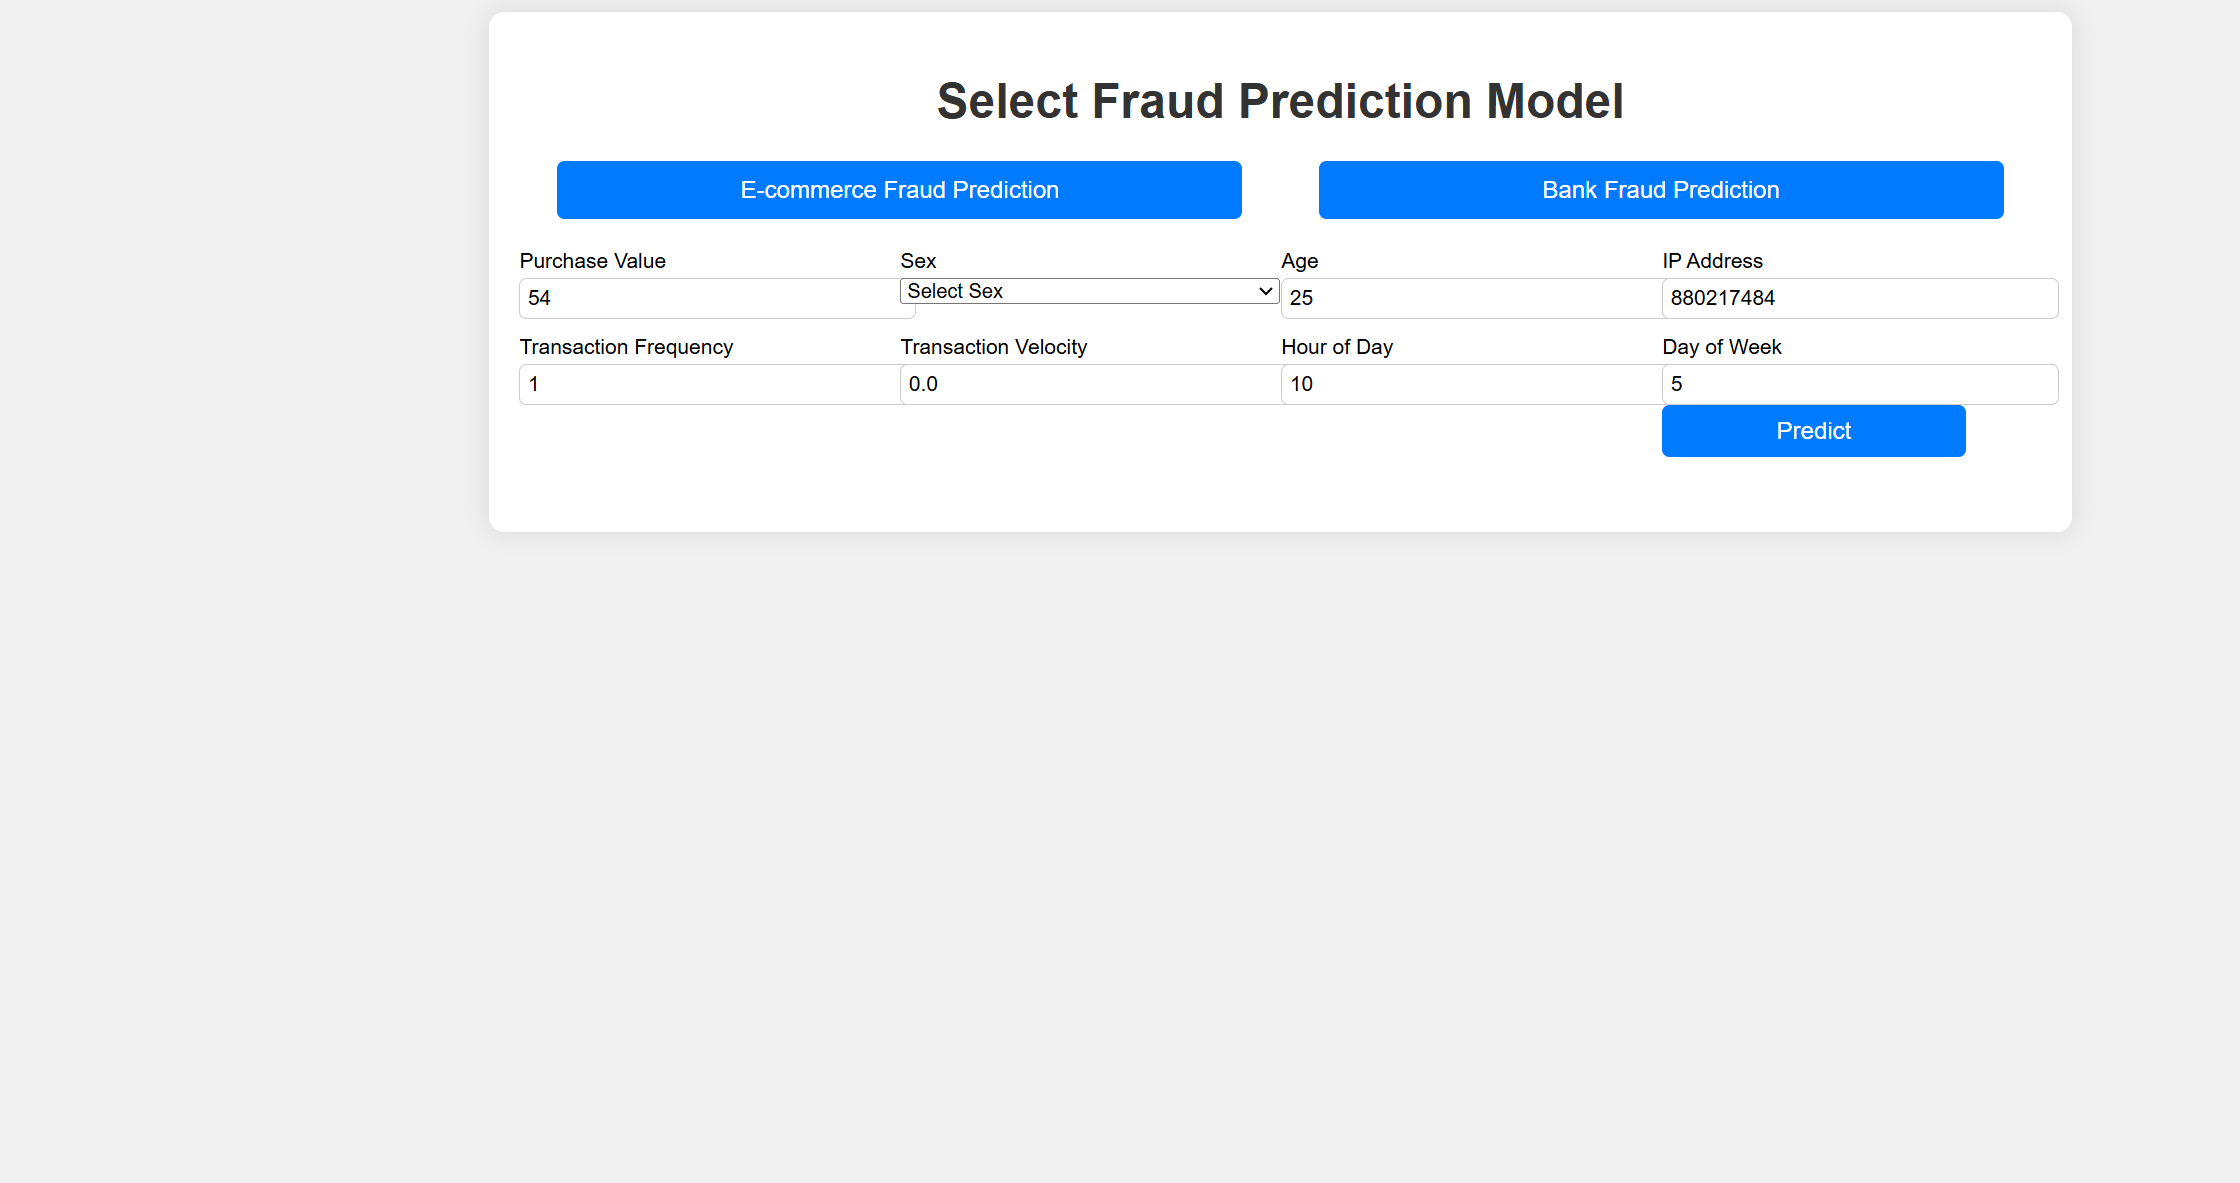 Select Fraud Prediction Model
E-commerce Fraud Prediction
Bank Fraud Prediction
Purchase Value
Sex
Age
IP Address
54
Select Sex
25
880217484
Transaction Frequency
Transaction Velocity
Hour of Day
Day of Week
1
0.0
10
5
Predict